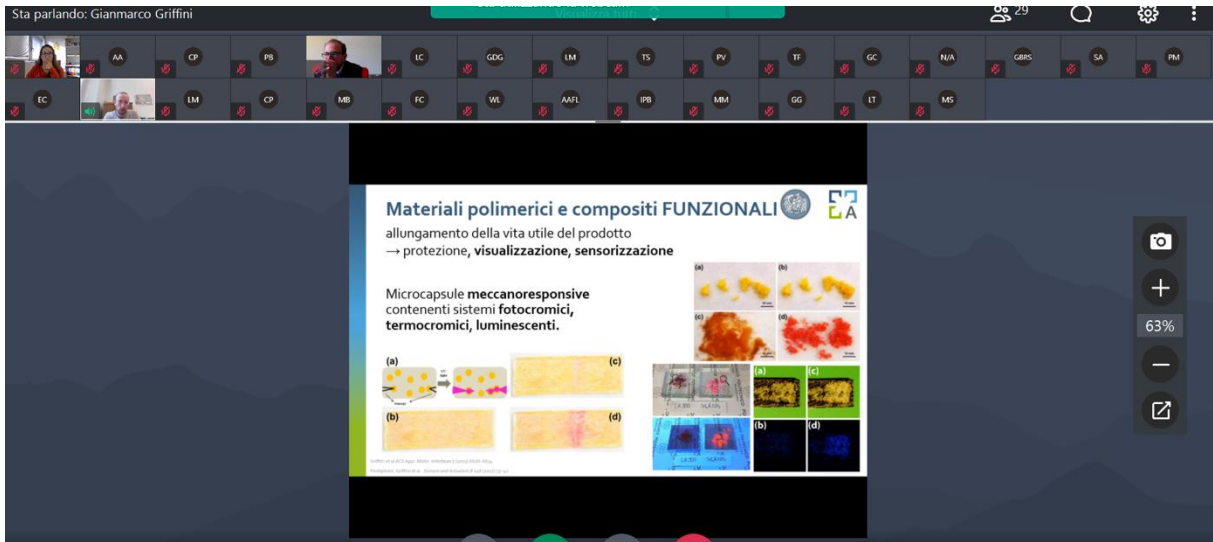 Sta parlando: Gianmarco Griffini
Visualizza tutti
29
AA
CP
PB
LC
GDG
LM
TS
PV
TF
GC
N/A
GBRS
SA
PM
EC
LM
CP
MB
FC
WL
AAFL
IPB
MM
GG
LT
MS
Materiali polimerici e compositi FUNZIONALI
A
allungamento della vita utile del prodotto
→ protezione, visualizzazione, sensorizzazione
Microcapsule meccanoresponsive
contenenti sistemi fotocromici,
termocromici, luminescenti.
(a)
(b)
(c)
(d)
(a)
(c)
(b)
(d)
(a)
(c)
(b)
(d)
63%